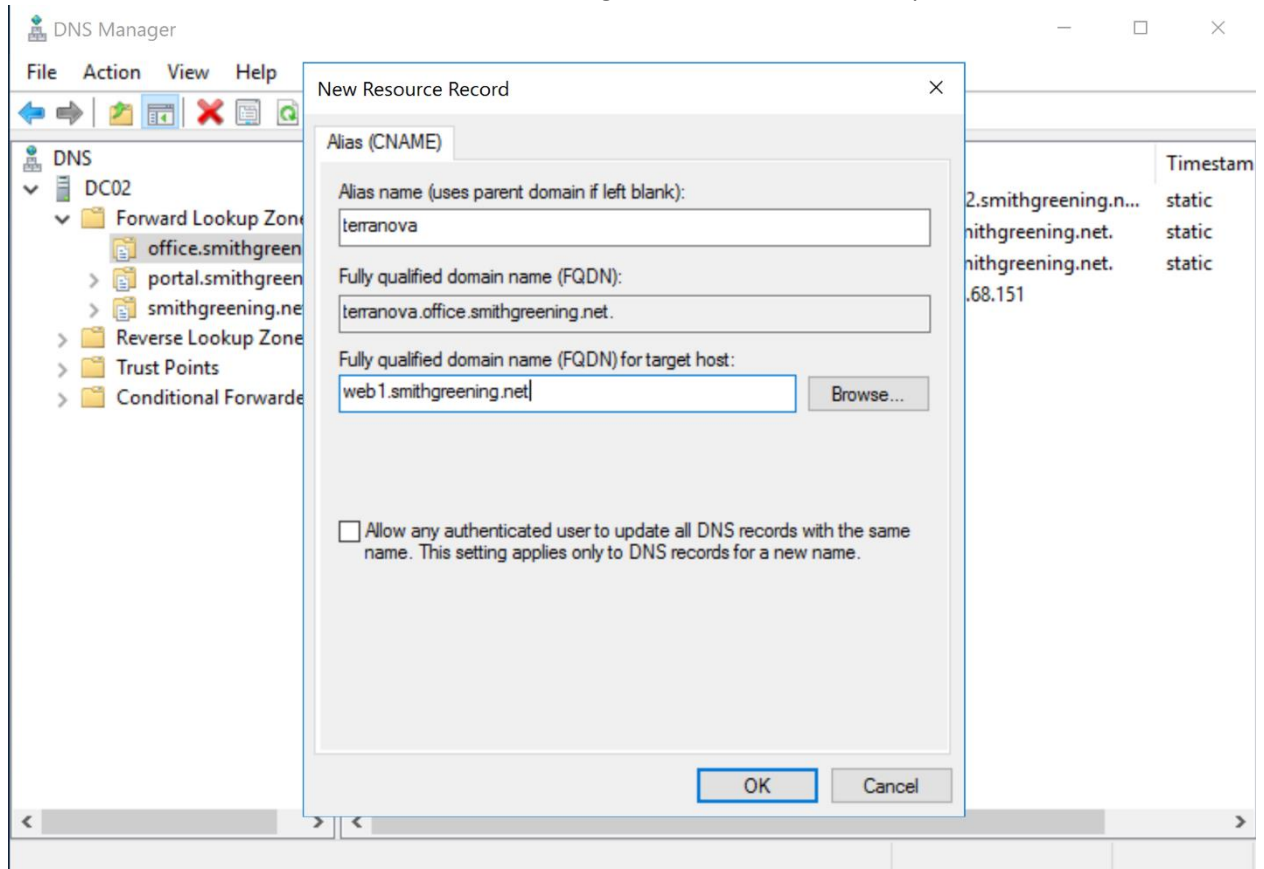 DNS Manager
File Action View Help
New Resource Record
Alias (CNAME)
Alias name (uses parent domain if left blank):
terranova
Fully qualified domain name (FQDN):
terranova.office.smithgreening.net.
Fully qualified domain name (FQDN) for target host:
web1.smithgreening.net
Browse...
Allow any authenticated user to update all DNS records with the same
name. This setting applies only to DNS records for a new name.
OK Cancel
DNS
DC02
Forward Lookup Zone
office.smithgreen
portal.smithgreen
smithgreening.ne
Reverse Lookup Zone
Trust Points
Conditional Forwarde
Timestam
2.smithgreening.n... static
nithgreening.net. static
nithgreening.net. static
.68.151